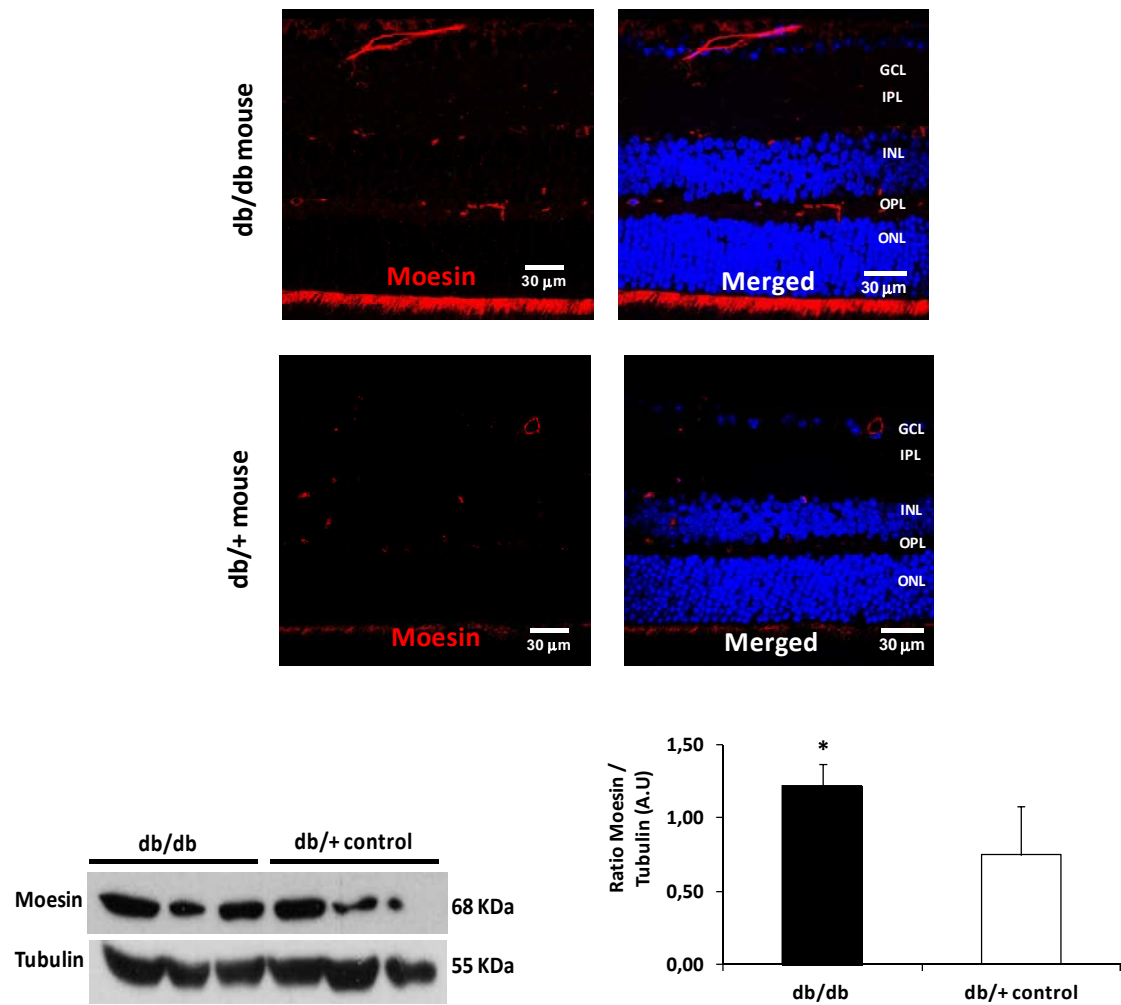 db/db mouse
Moesin
30 µm
GCL
IPL
INL
OPL
ONL
Merged
30 µm
db/+ mouse
Moesin
30 µm
GCL
IPL
INL
OPL
ONL
Merged
30 µm
db/db
db/+ control
Moesin
68 KDa
Tubulin
55 KDa
Ratio Moesin /
Tubulin (A.U)
1,50
1,00
0,50
0,00
*
db/db
db/+ control